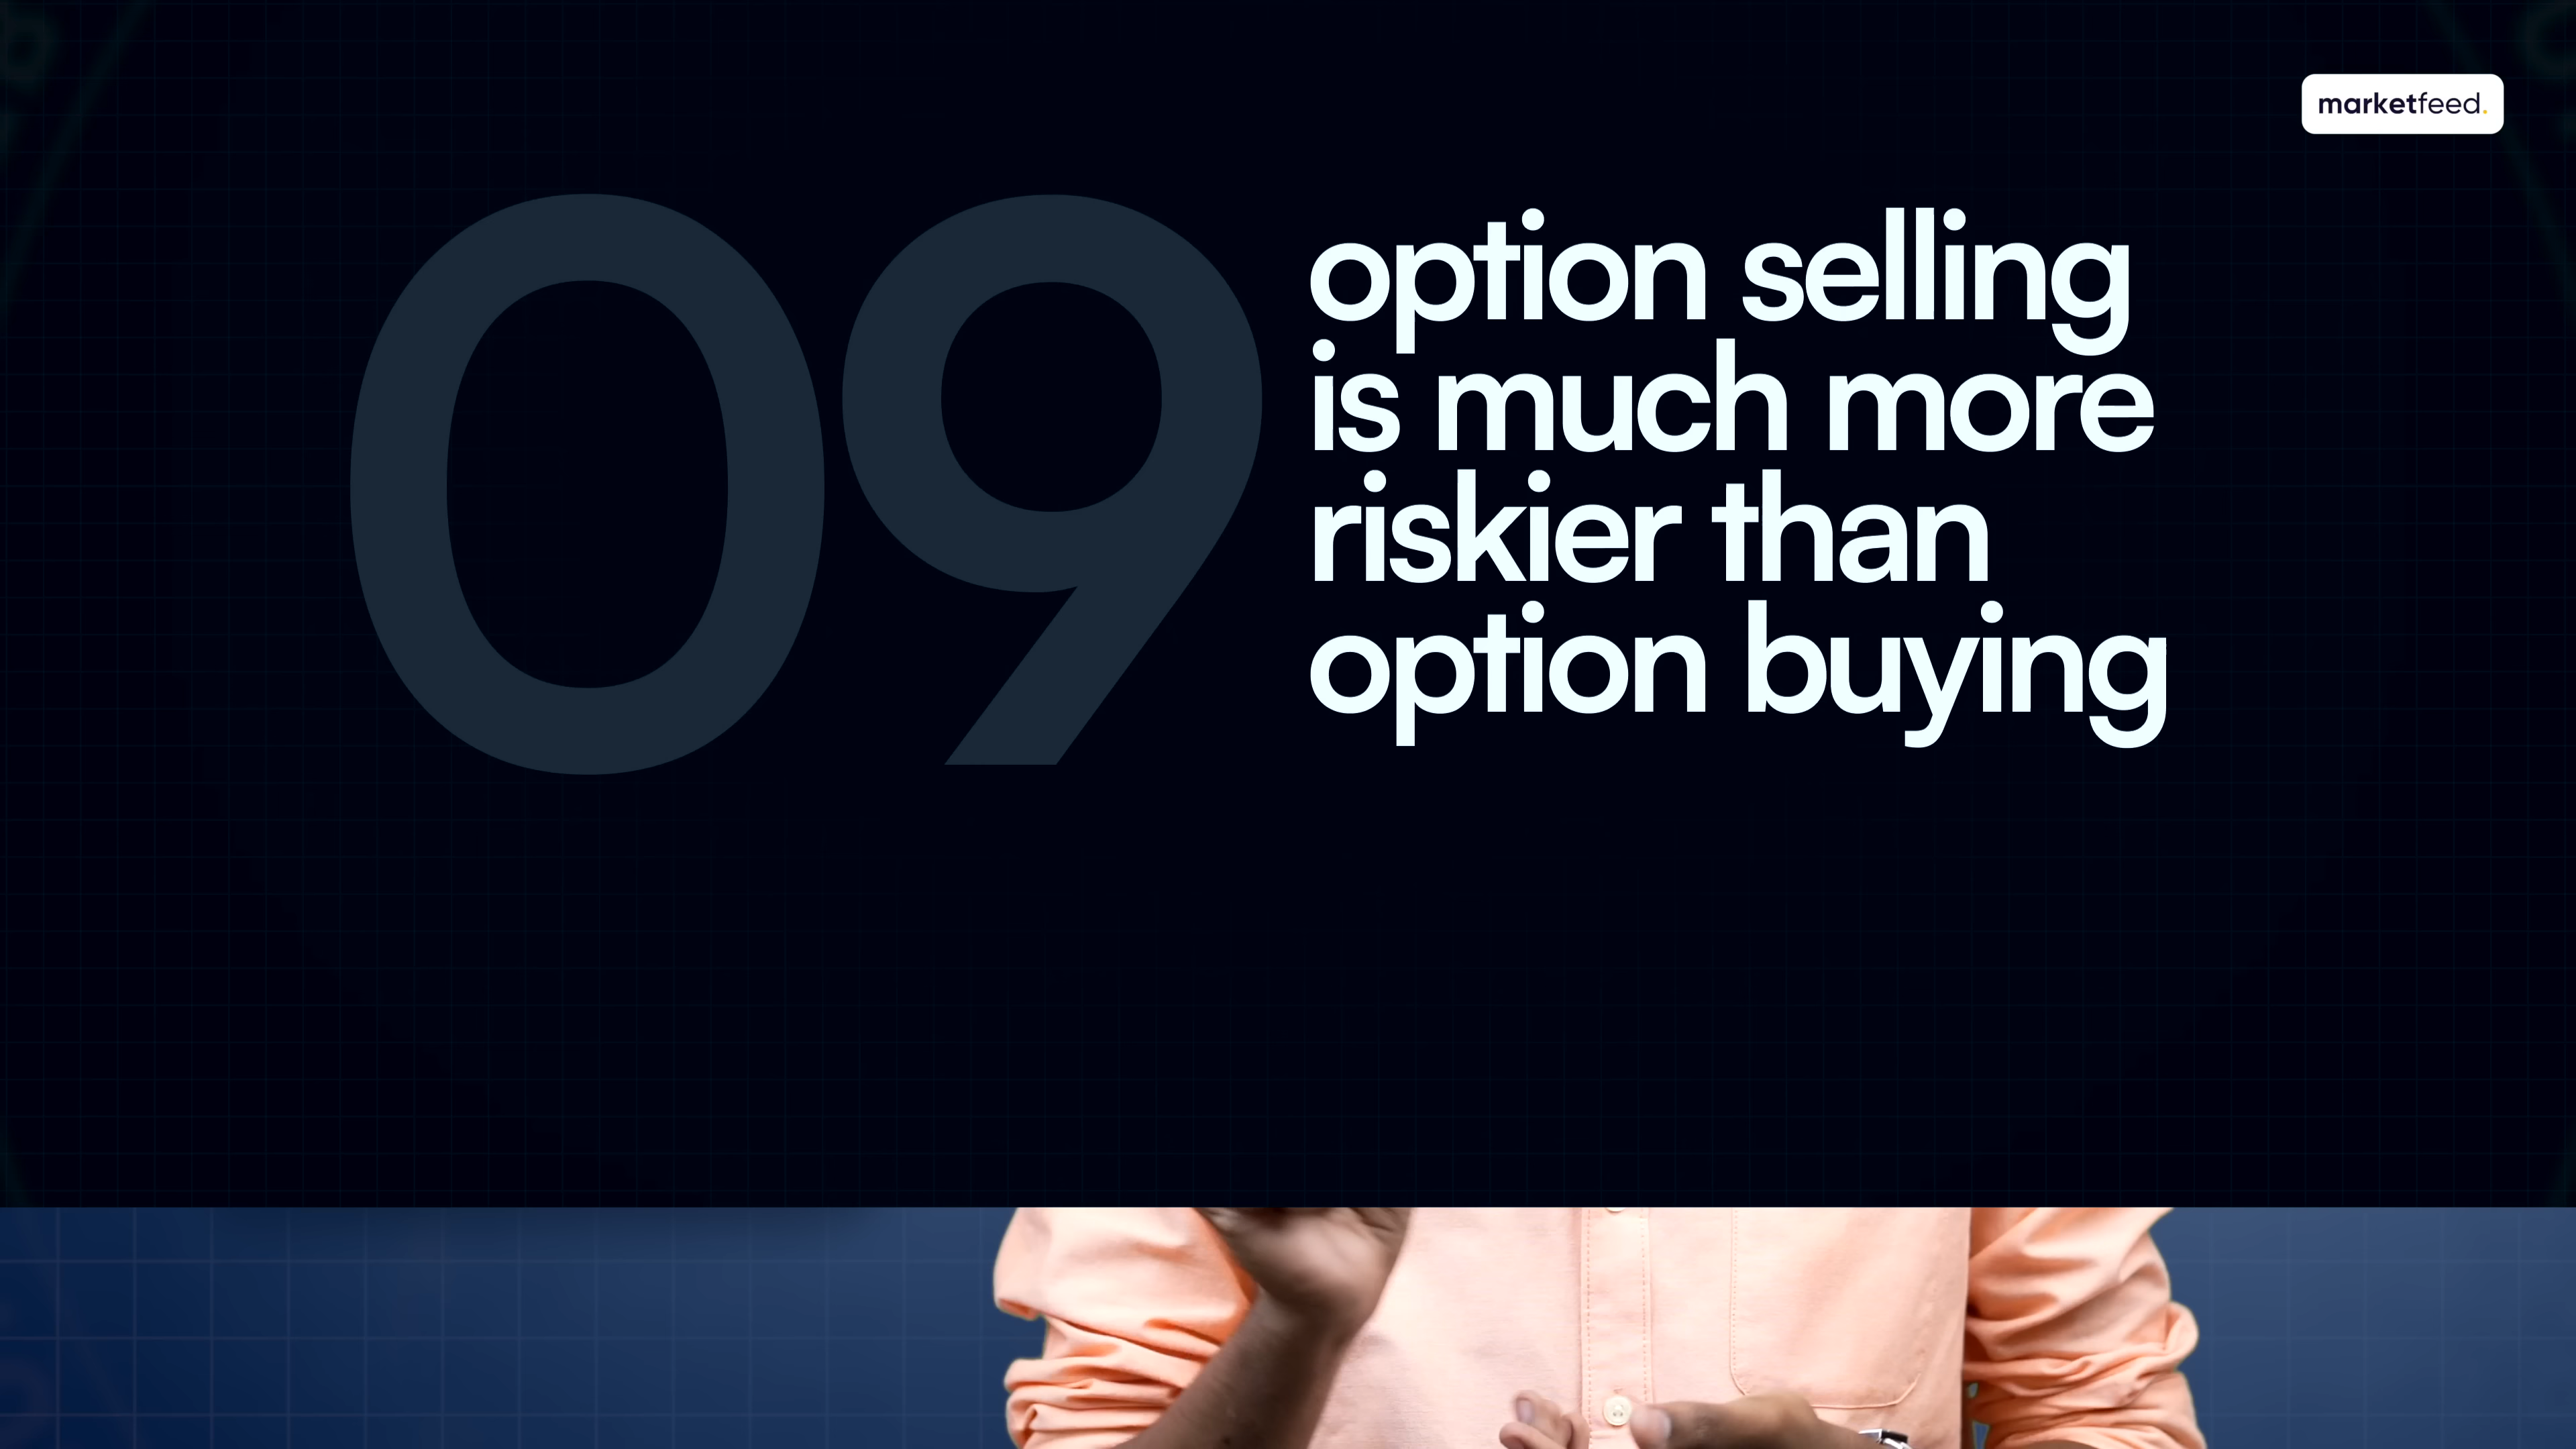 marketfeed.
09
option selling
is much more
riskier than
option buying